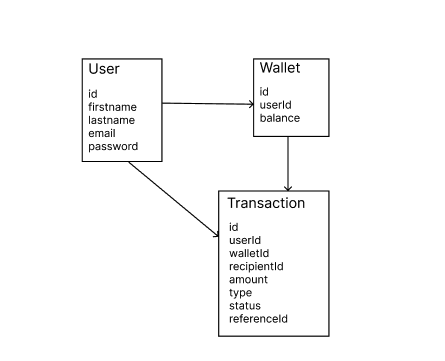 User
id
firstname
lastname
email
password
Wallet
id
userId
balance
Transaction
id
userId
walletId
recipientId
amount
type
status
referenceId